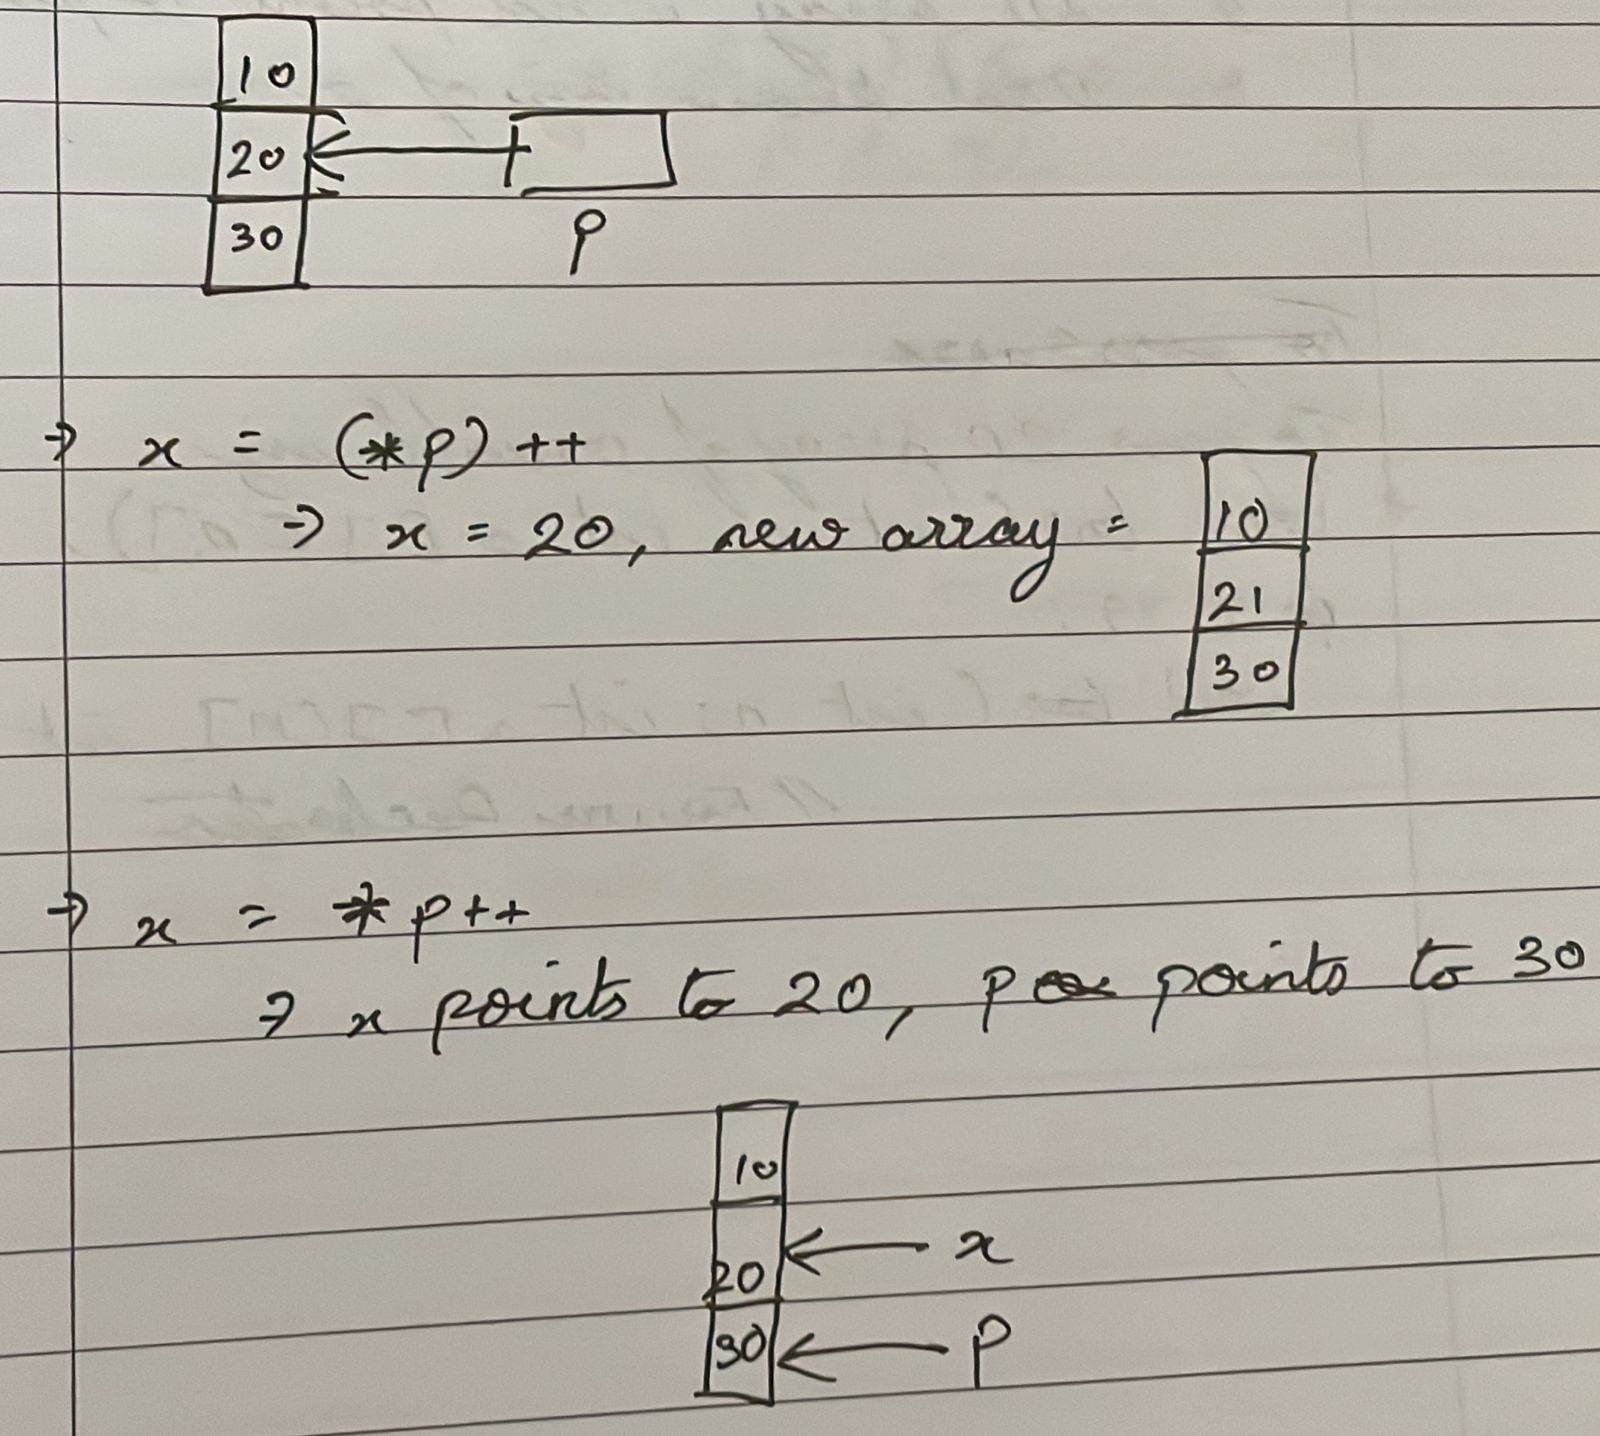 10
20
30
p
→ x = (*p)++
→ x = 20, new array =
10
21
30
→ x = *p++
→ x points to 20, p points to 30
10
20 ← x
30 ← p